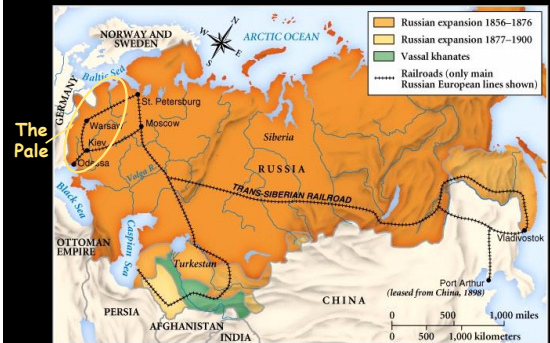 NORWAY AND
SWEDEN
N
W
E
S
ARCTIC OCEAN
Russian expansion 1856–1876
Russian expansion 1877–1900
Vassal khanates
Railroads (only main
Russian European lines shown)
GERMANY
Baltic Sea
St. Petersburg
The
Pale
Warsaw
Moscow
Kiev
Odessa
Siberia
RUSSIA
Volga R.
TRANS-SIBERIAN RAILROAD
Black Sea
Caspian Sea
OTTOMAN
EMPIRE
Turkestan
Vladivostok
Port Arthur
(leased from China, 1898)
CHINA
PERSIA
AFGHANISTAN
INDIA
0 500 1,000 miles
0 500 1,000 kilometers